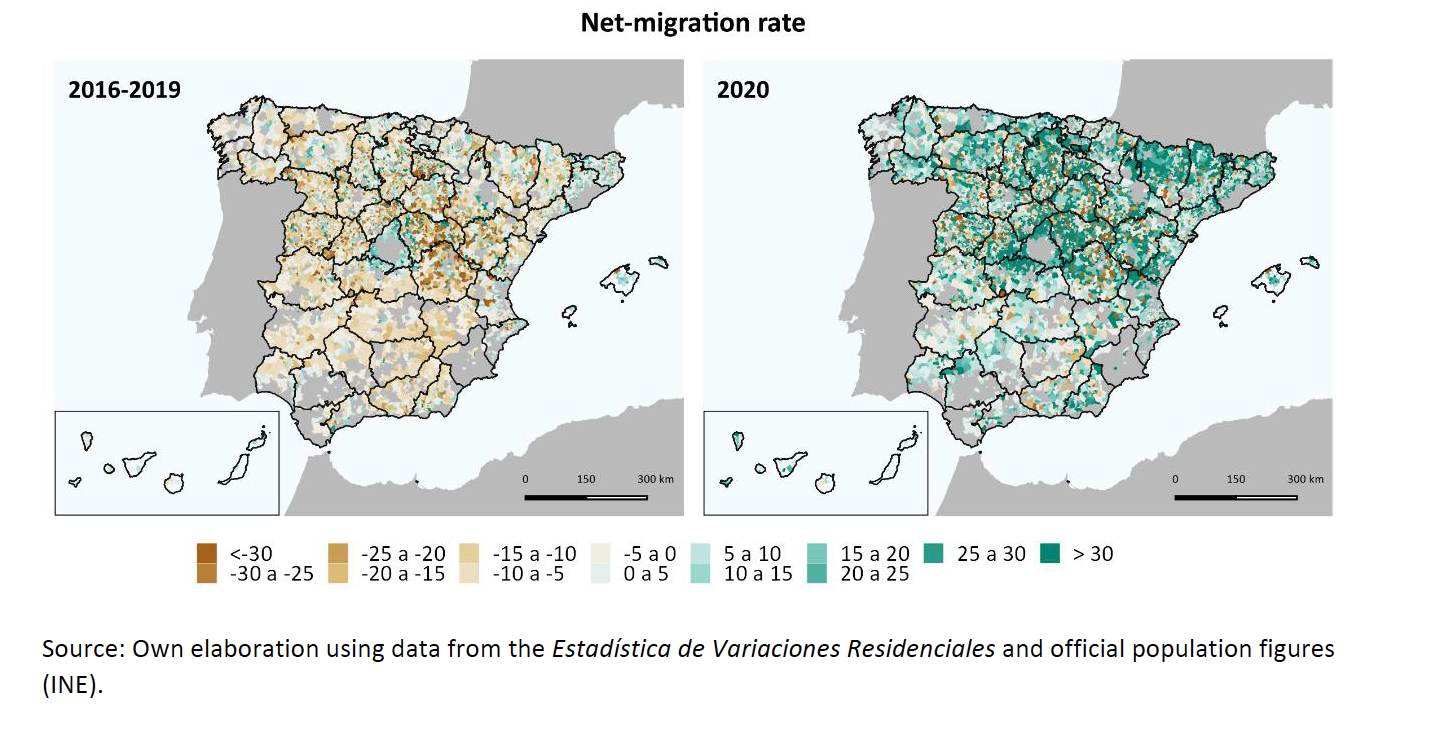 Net-migration rate
2016-2019
2020
0 150 300 km
0 150 300 km
<-30 -25 a -20 -15 a -10 -5 a 0 5 a 10 15 a 20 25 a 30 > 30
-30 a -25 -20 a -15 -10 a -5 0 a 5 10 a 15 20 a 25
Source: Own elaboration using data from the Estadística de Variaciones Residenciales and official population figures
(INE).